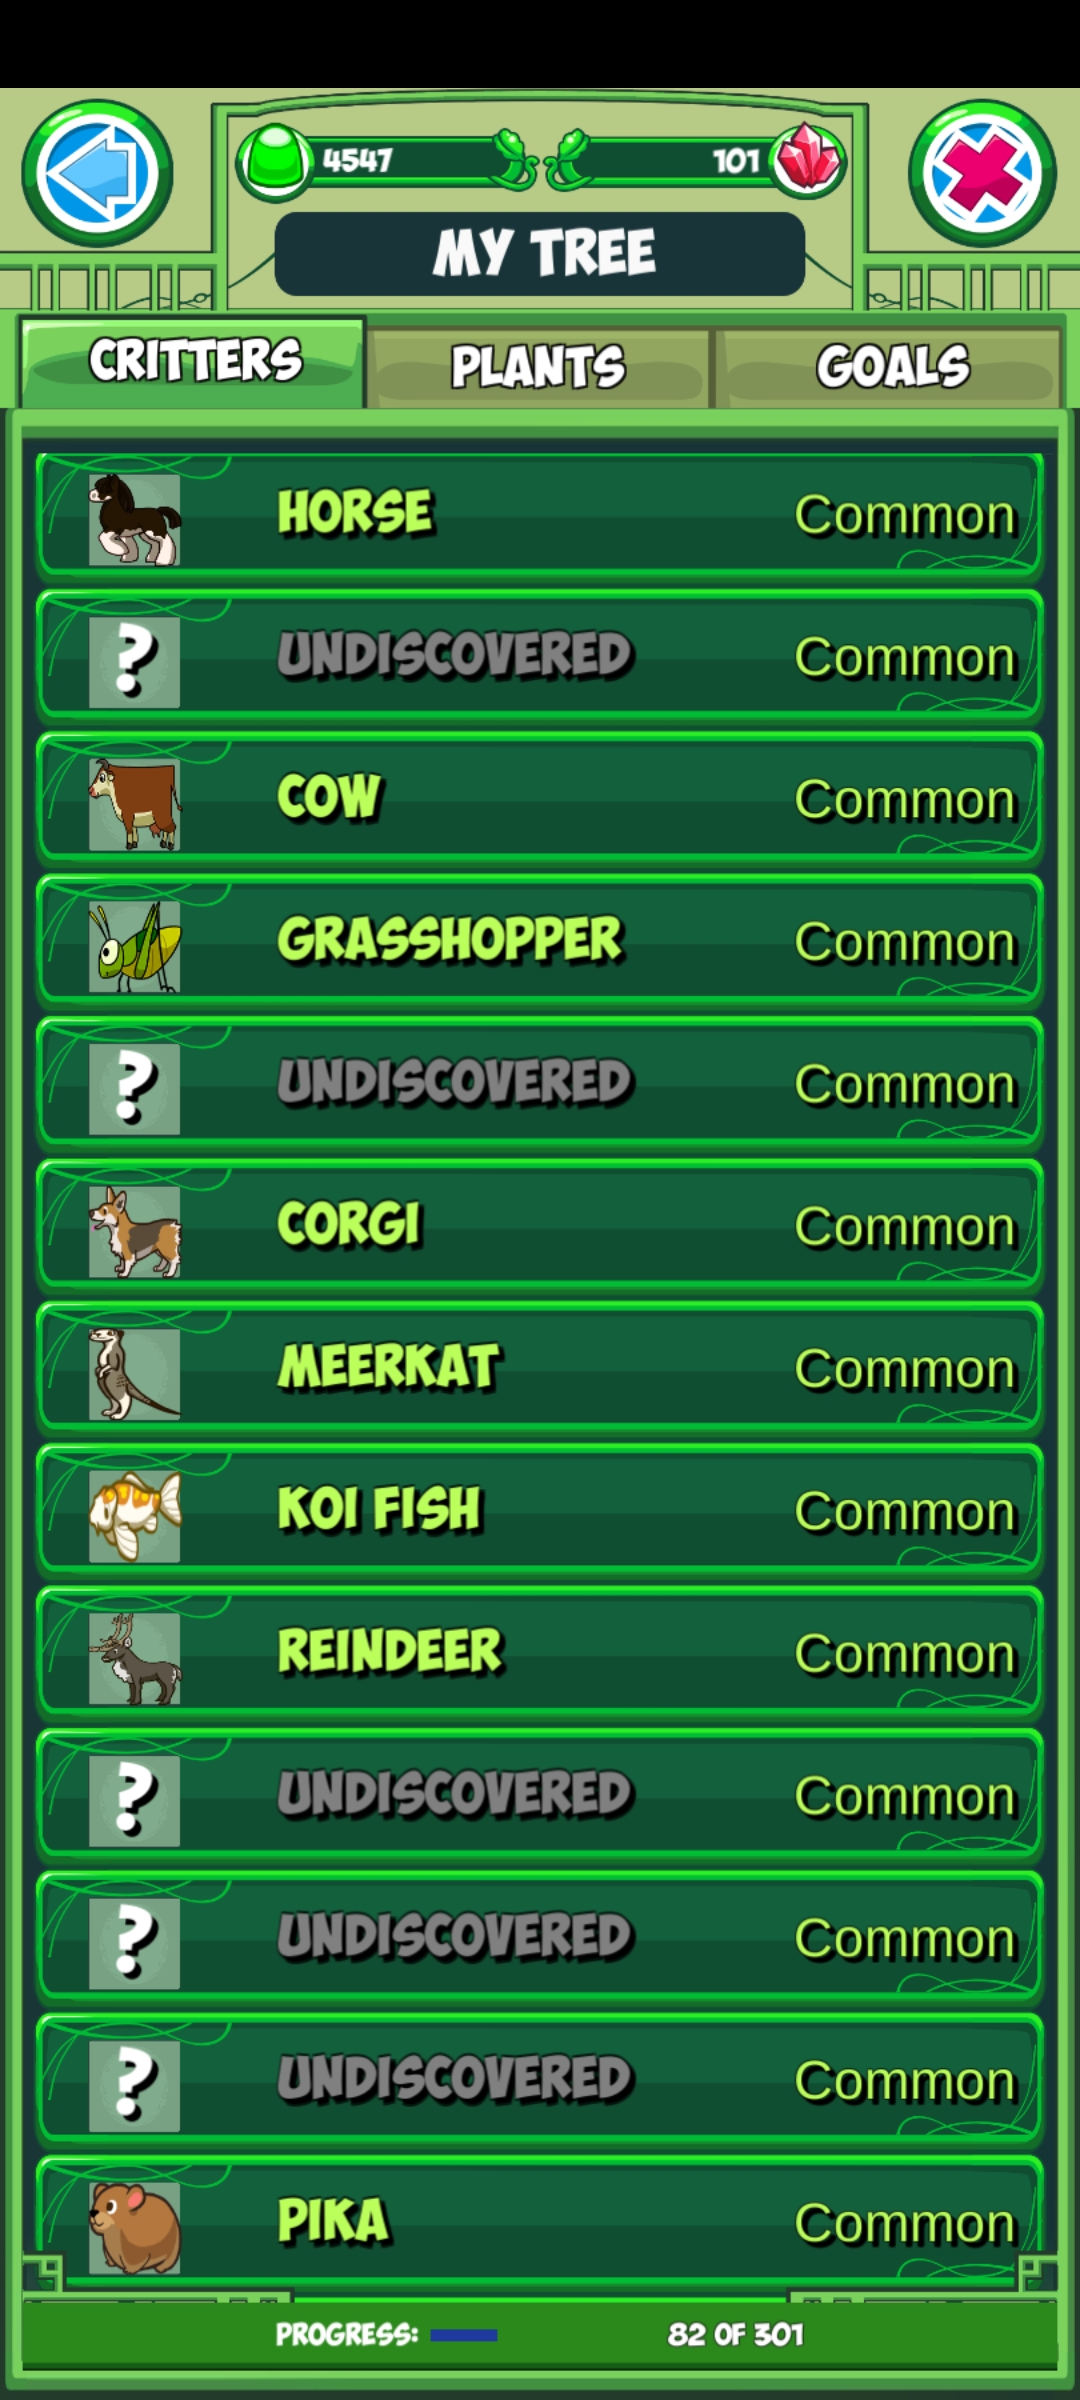 4547
101
MY TREE
CRITTERS PLANTS GOALS
HORSE Common
? UNDISCOVERED Common
COW Common
GRASSHOPPER Common
? UNDISCOVERED Common
CORGI Common
MEERKAT Common
KOI FISH Common
REINDEER Common
? UNDISCOVERED Common
? UNDISCOVERED Common
? UNDISCOVERED Common
PIKA Common
PROGRESS: 82 OF 301